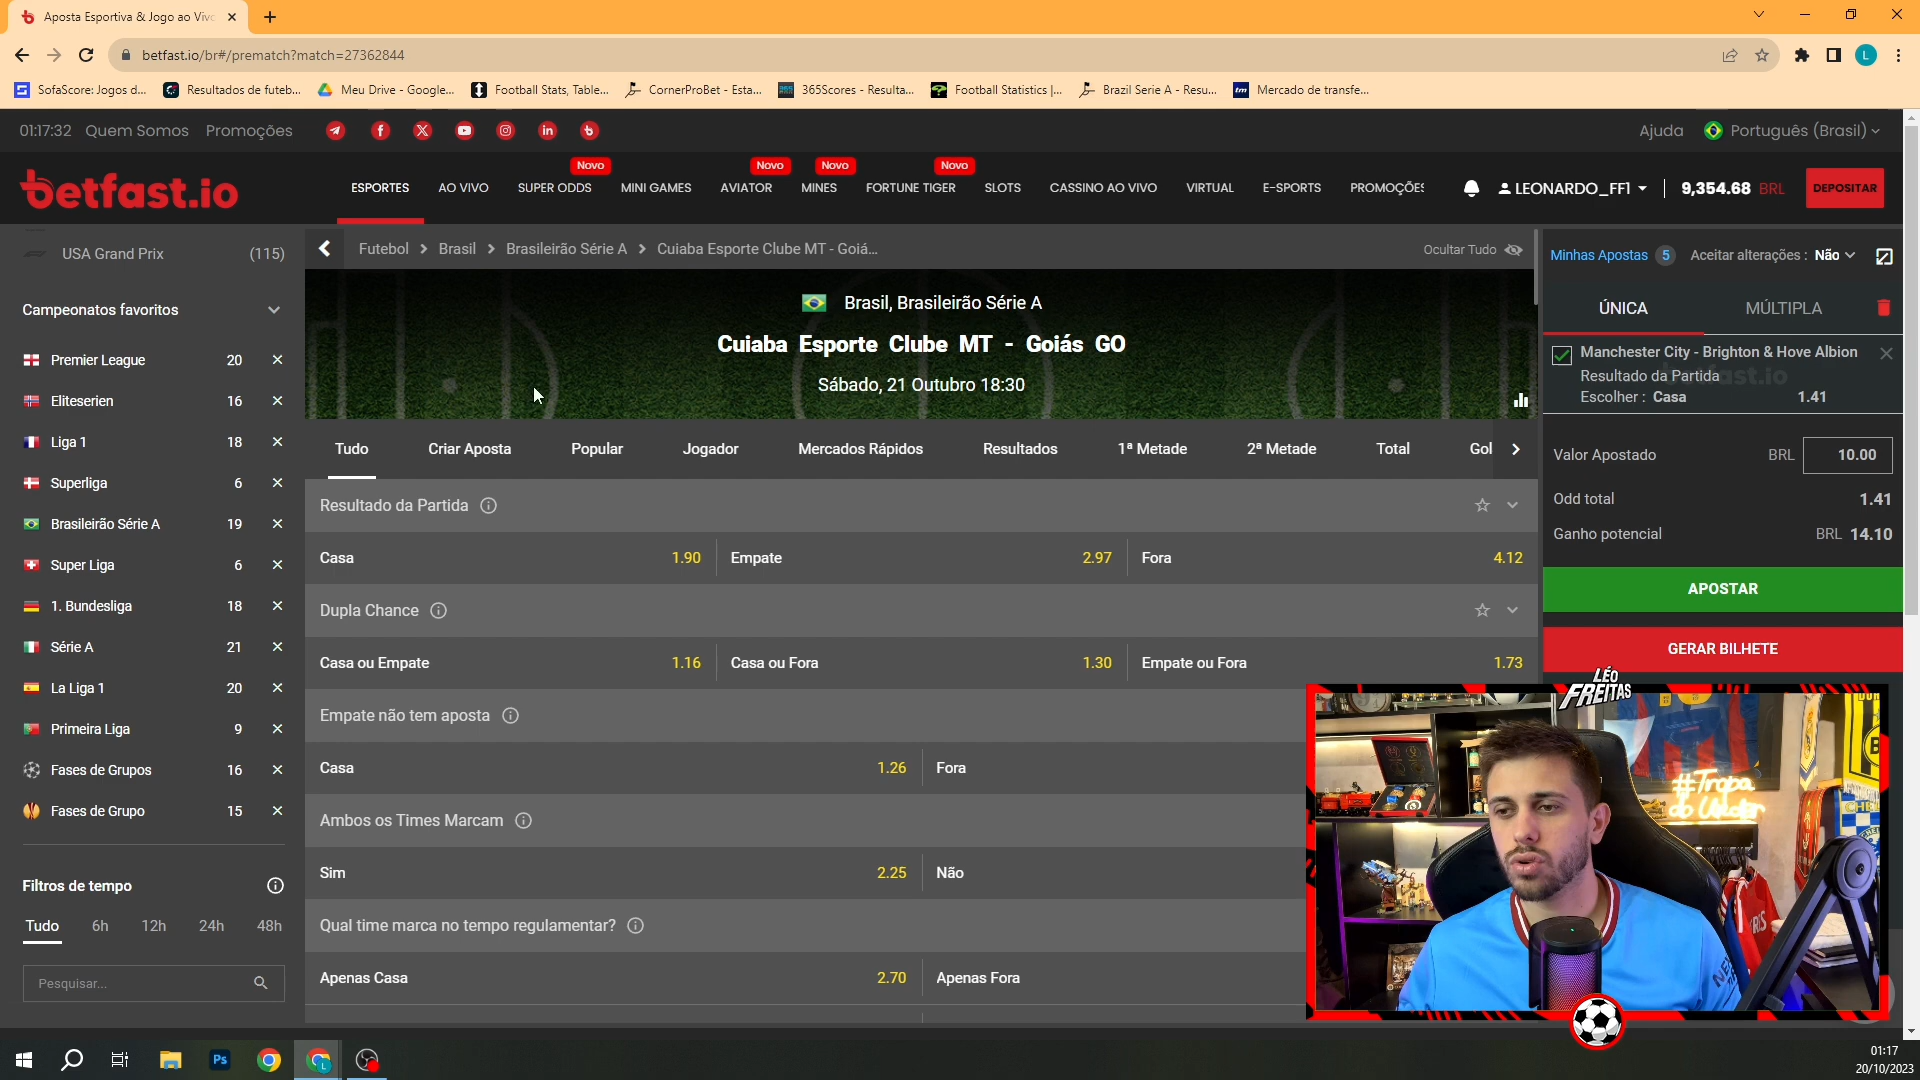 Aposta Esportiva & Jogo ao Viv
betfast.io/br#/prematch?match=27362844
SofaScore: Jogos d...
Resultados de futeb...
Meu Drive - Google...
Football Stats, Table...
CornerProBet - Esta...
365Scores - Resulta...
Football Statistics |...
Brazil Serie A - Resu...
Mercado de transfe...
01:17:32 Quem Somos Promoções
Ajuda Português (Brasil)
betfast.io
Novo Novo Novo Novo
ESPORTES AO VIVO SUPER ODDS MINI GAMES AVIATOR MINES FORTUNE TIGER SLOTS CASSINO AO VIVO VIRTUAL E-SPORTS PROMOÇÕES
LEONARDO_FF1 9,354.68 BRL DEPOSITAR
USA Grand Prix (115)
Campeonatos favoritos
Premier League 20
Eliteserien 16
Liga 1 18
Superliga 6
Brasileirão Série A 19
Super Liga 6
1. Bundesliga 18
Série A 21
La Liga 1 20
Primeira Liga 9
Fases de Grupos 16
Fases de Grupo 15
Filtros de tempo
Tudo 6h 12h 24h 48h
Pesquisar...
Futebol > Brasil > Brasileirão Série A > Cuiaba Esporte Clube MT - Goiá...
Ocultar Tudo
Brasil, Brasileirão Série A
Cuiaba Esporte Clube MT - Goiás GO
Sábado, 21 Outubro 18:30
Tudo Criar Aposta Popular Jogador Mercados Rápidos Resultados 1ª Metade 2ª Metade Total Gol
Resultado da Partida
Casa 1.90 Empate 2.97 Fora 4.12
Dupla Chance
Casa ou Empate 1.16 Casa ou Fora 1.30 Empate ou Fora 1.73
Empate não tem aposta
Casa 1.26 Fora
Ambos os Times Marcam
Sim 2.25 Não
Qual time marca no tempo regulamentar?
Apenas Casa 2.70 Apenas Fora
Minhas Apostas 5 Aceitar alterações : Não
ÚNICA MÚLTIPLA
Manchester City - Brighton & Hove Albion
Resultado da Partida
Escolher : Casa 1.41
Valor Apostado BRL 10.00
Odd total 1.41
Ganho potencial BRL 14.10
APOSTAR
GERAR BILHETE
LÉO
FREITAS
#Tropa
do Vidder
Ps
01:17
20/10/2023